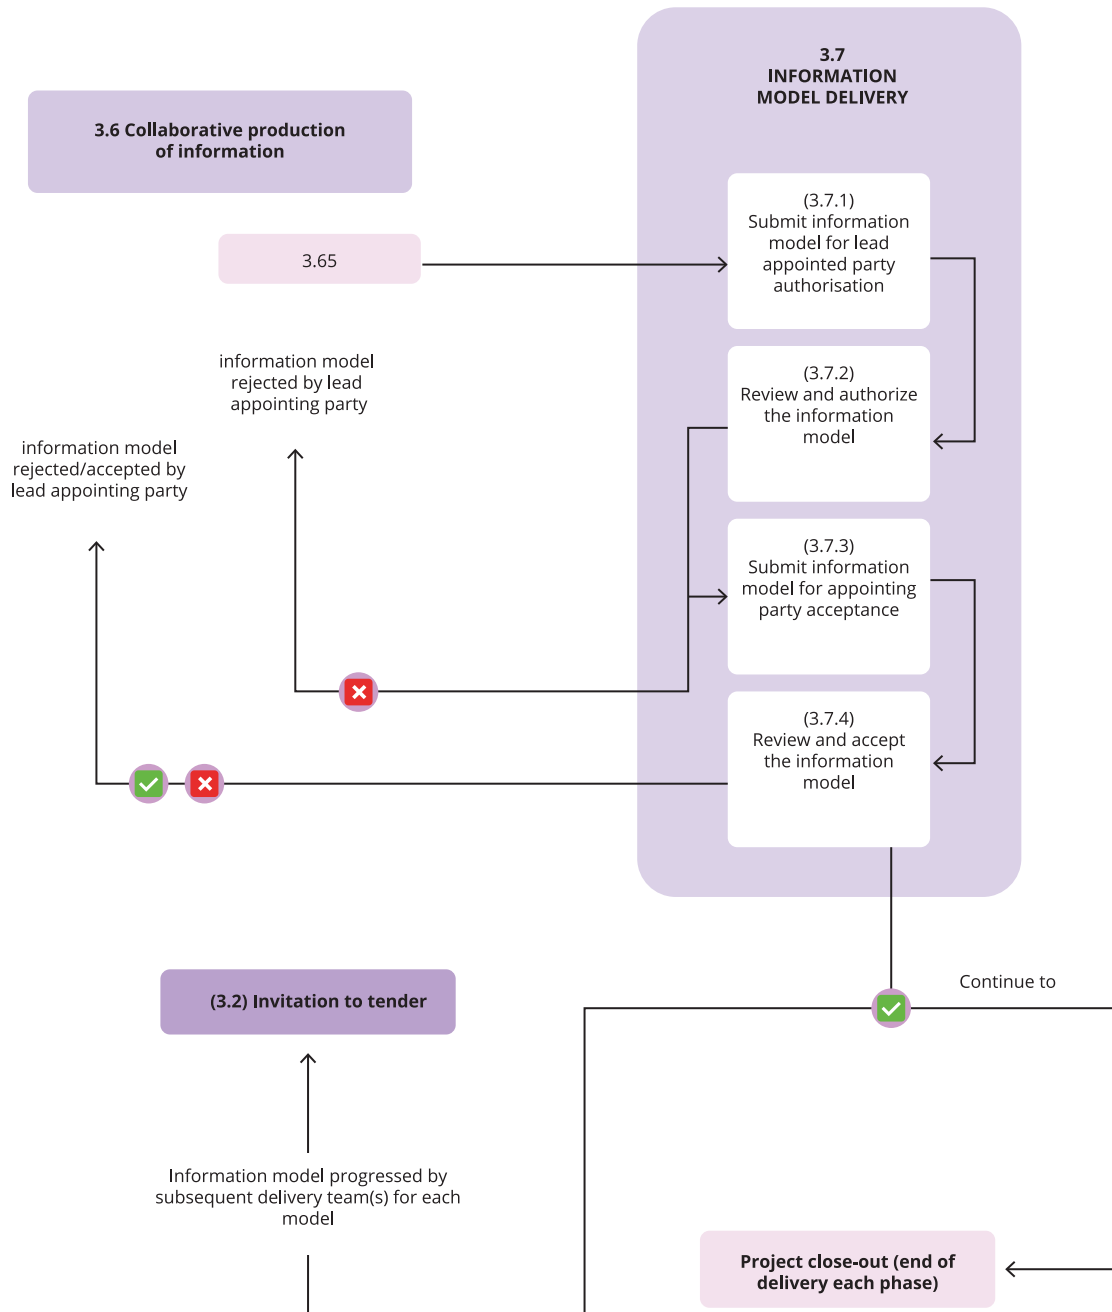 3.7
INFORMATION
MODEL DELIVERY
3.6 Collaborative production
of information
(3.7.1)
Submit information
model for lead
appointed party
authorisation
3.65
information model
rejected by lead
appointing party
(3.7.2)
Review and authorize
the information
model
information model
rejected/accepted by
lead appointing party
(3.7.3)
Submit information
model for appointing
party acceptance
(3.7.4)
Review and accept
the information
model
Continue to
(3.2) Invitation to tender
Information model progressed by
subsequent delivery team(s) for each
model
Project close-out (end of
delivery each phase)